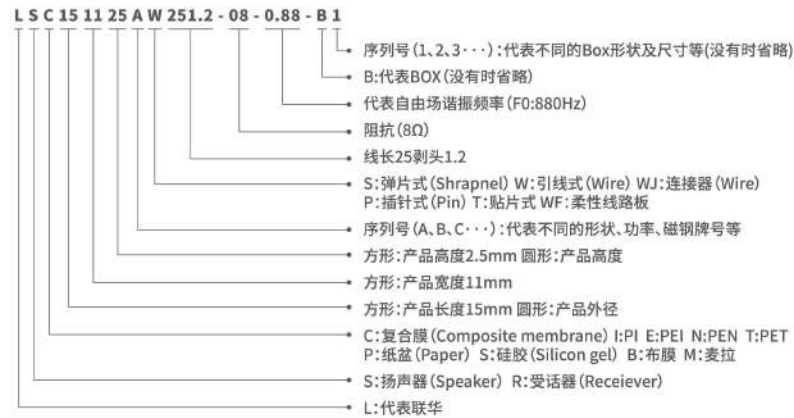 L S C 15 11 25 A W 251.2 - 08 - 0.88 - B 1
序列号(1、2、3···):代表不同的Box形状及尺寸等(没有时省略)
B:代表BOX(没有时省略)
代表自由场谐振频率(F0:880Hz)
阻抗(8Ω)
线长25剥头1.2
S:弹片式(Shrapnel) W:引线式(Wire) WJ:连接器(Wire)
P:插针式(Pin) T:贴片式 WF:柔性线路板
序列号(A、B、C···):代表不同的形状、功率、磁钢牌号等
方形:产品高度2.5mm 圆形:产品高度
方形:产品宽度11mm
方形:产品长度15mm 圆形:产品外径
C:复合膜(Composite membrane) I:PI E:PEI N:PEN T:PET
P:纸盆(Paper) S:硅胶(Silicon gel) B:布膜 M:麦拉
S:扬声器(Speaker) R:受话器(Receiever)
L:代表联华